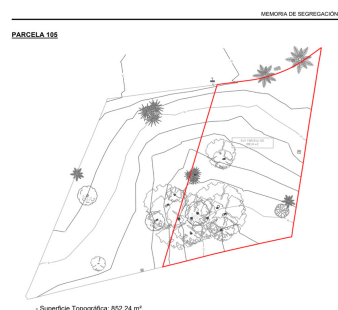 MEMORIA DE SEGREGACIÓN
PARCELA 105
- Superficie Topográfica: 852,24 m²